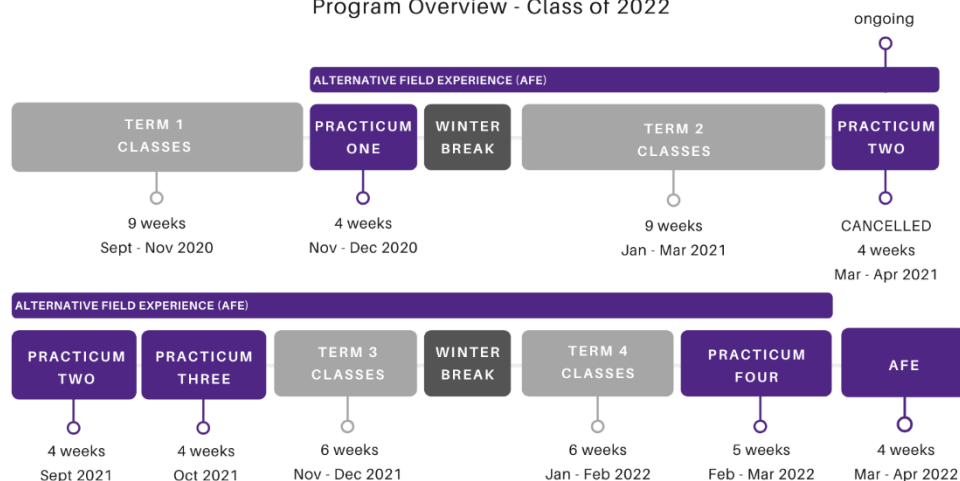 Program Overview - Class of 2022
ongoing
ALTERNATIVE FIELD EXPERIENCE (AFE)
TERM 1
CLASSES
PRACTICUM
ONE
WINTER
BREAK
TERM 2
CLASSES
PRACTICUM
TWO
9 weeks
Sept - Nov 2020
4 weeks
Nov - Dec 2020
9 weeks
Jan - Mar 2021
CANCELLED
4 weeks
Mar - Apr 2021
ALTERNATIVE FIELD EXPERIENCE (AFE)
PRACTICUM
TWO
PRACTICUM
THREE
TERM 3
CLASSES
WINTER
BREAK
TERM 4
CLASSES
PRACTICUM
FOUR
AFE
4 weeks
Sept 2021
4 weeks
Oct 2021
6 weeks
Nov - Dec 2021
6 weeks
Jan - Feb 2022
5 weeks
Feb - Mar 2022
4 weeks
Mar - Apr 2022